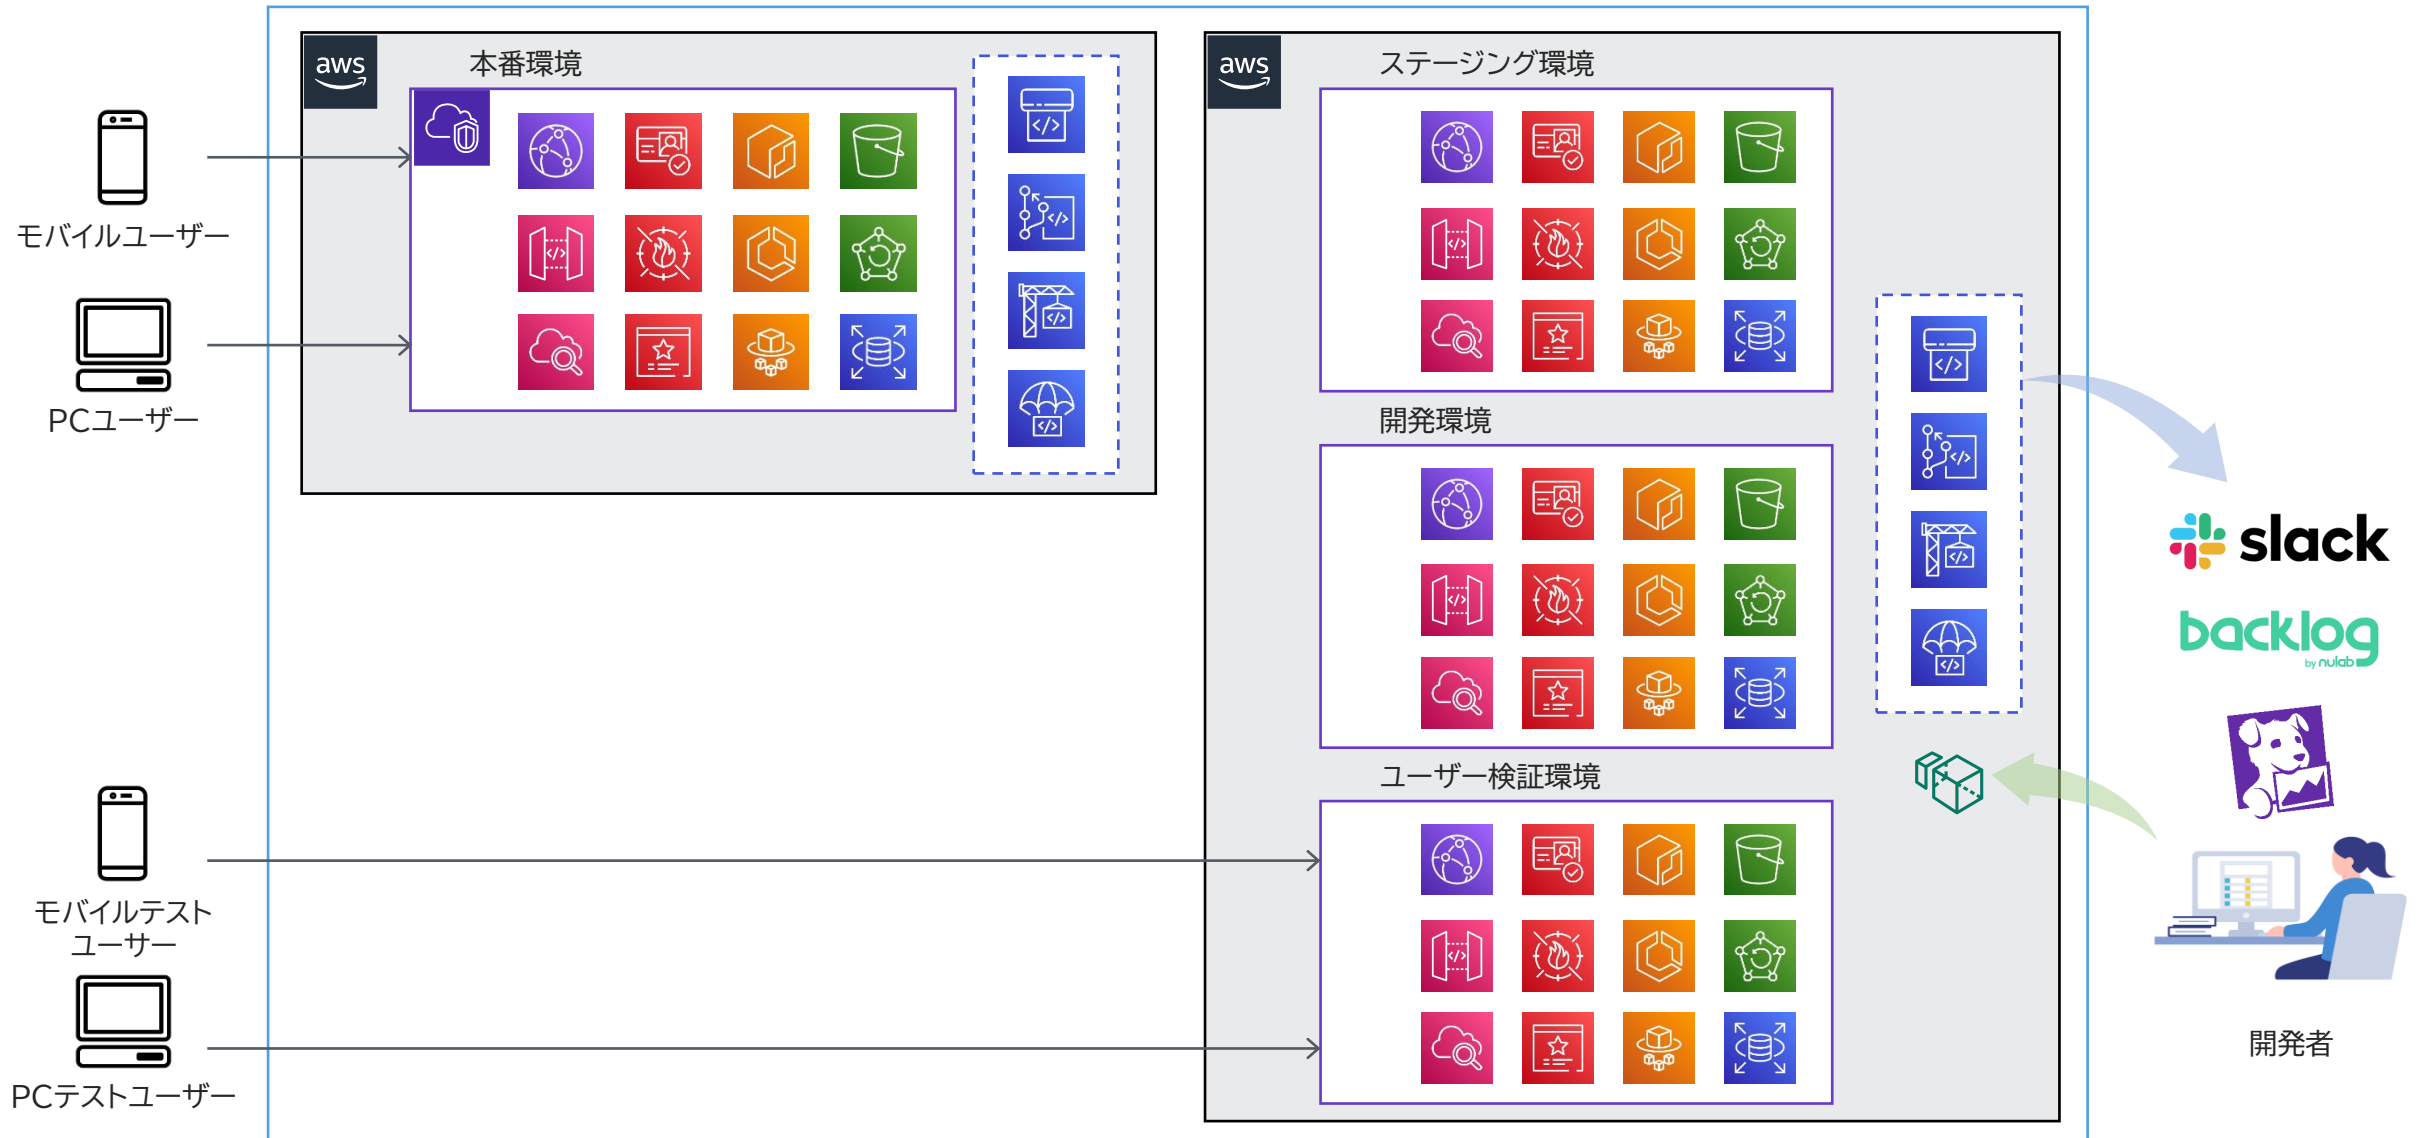 aws
本番環境
aws
ステージング環境
モバイルユーザー
PCユーザー
開発環境
slack
backlog
by nulab
ユーザー検証環境
モバイルテスト
ユーサー
PCテストユーザー
開発者